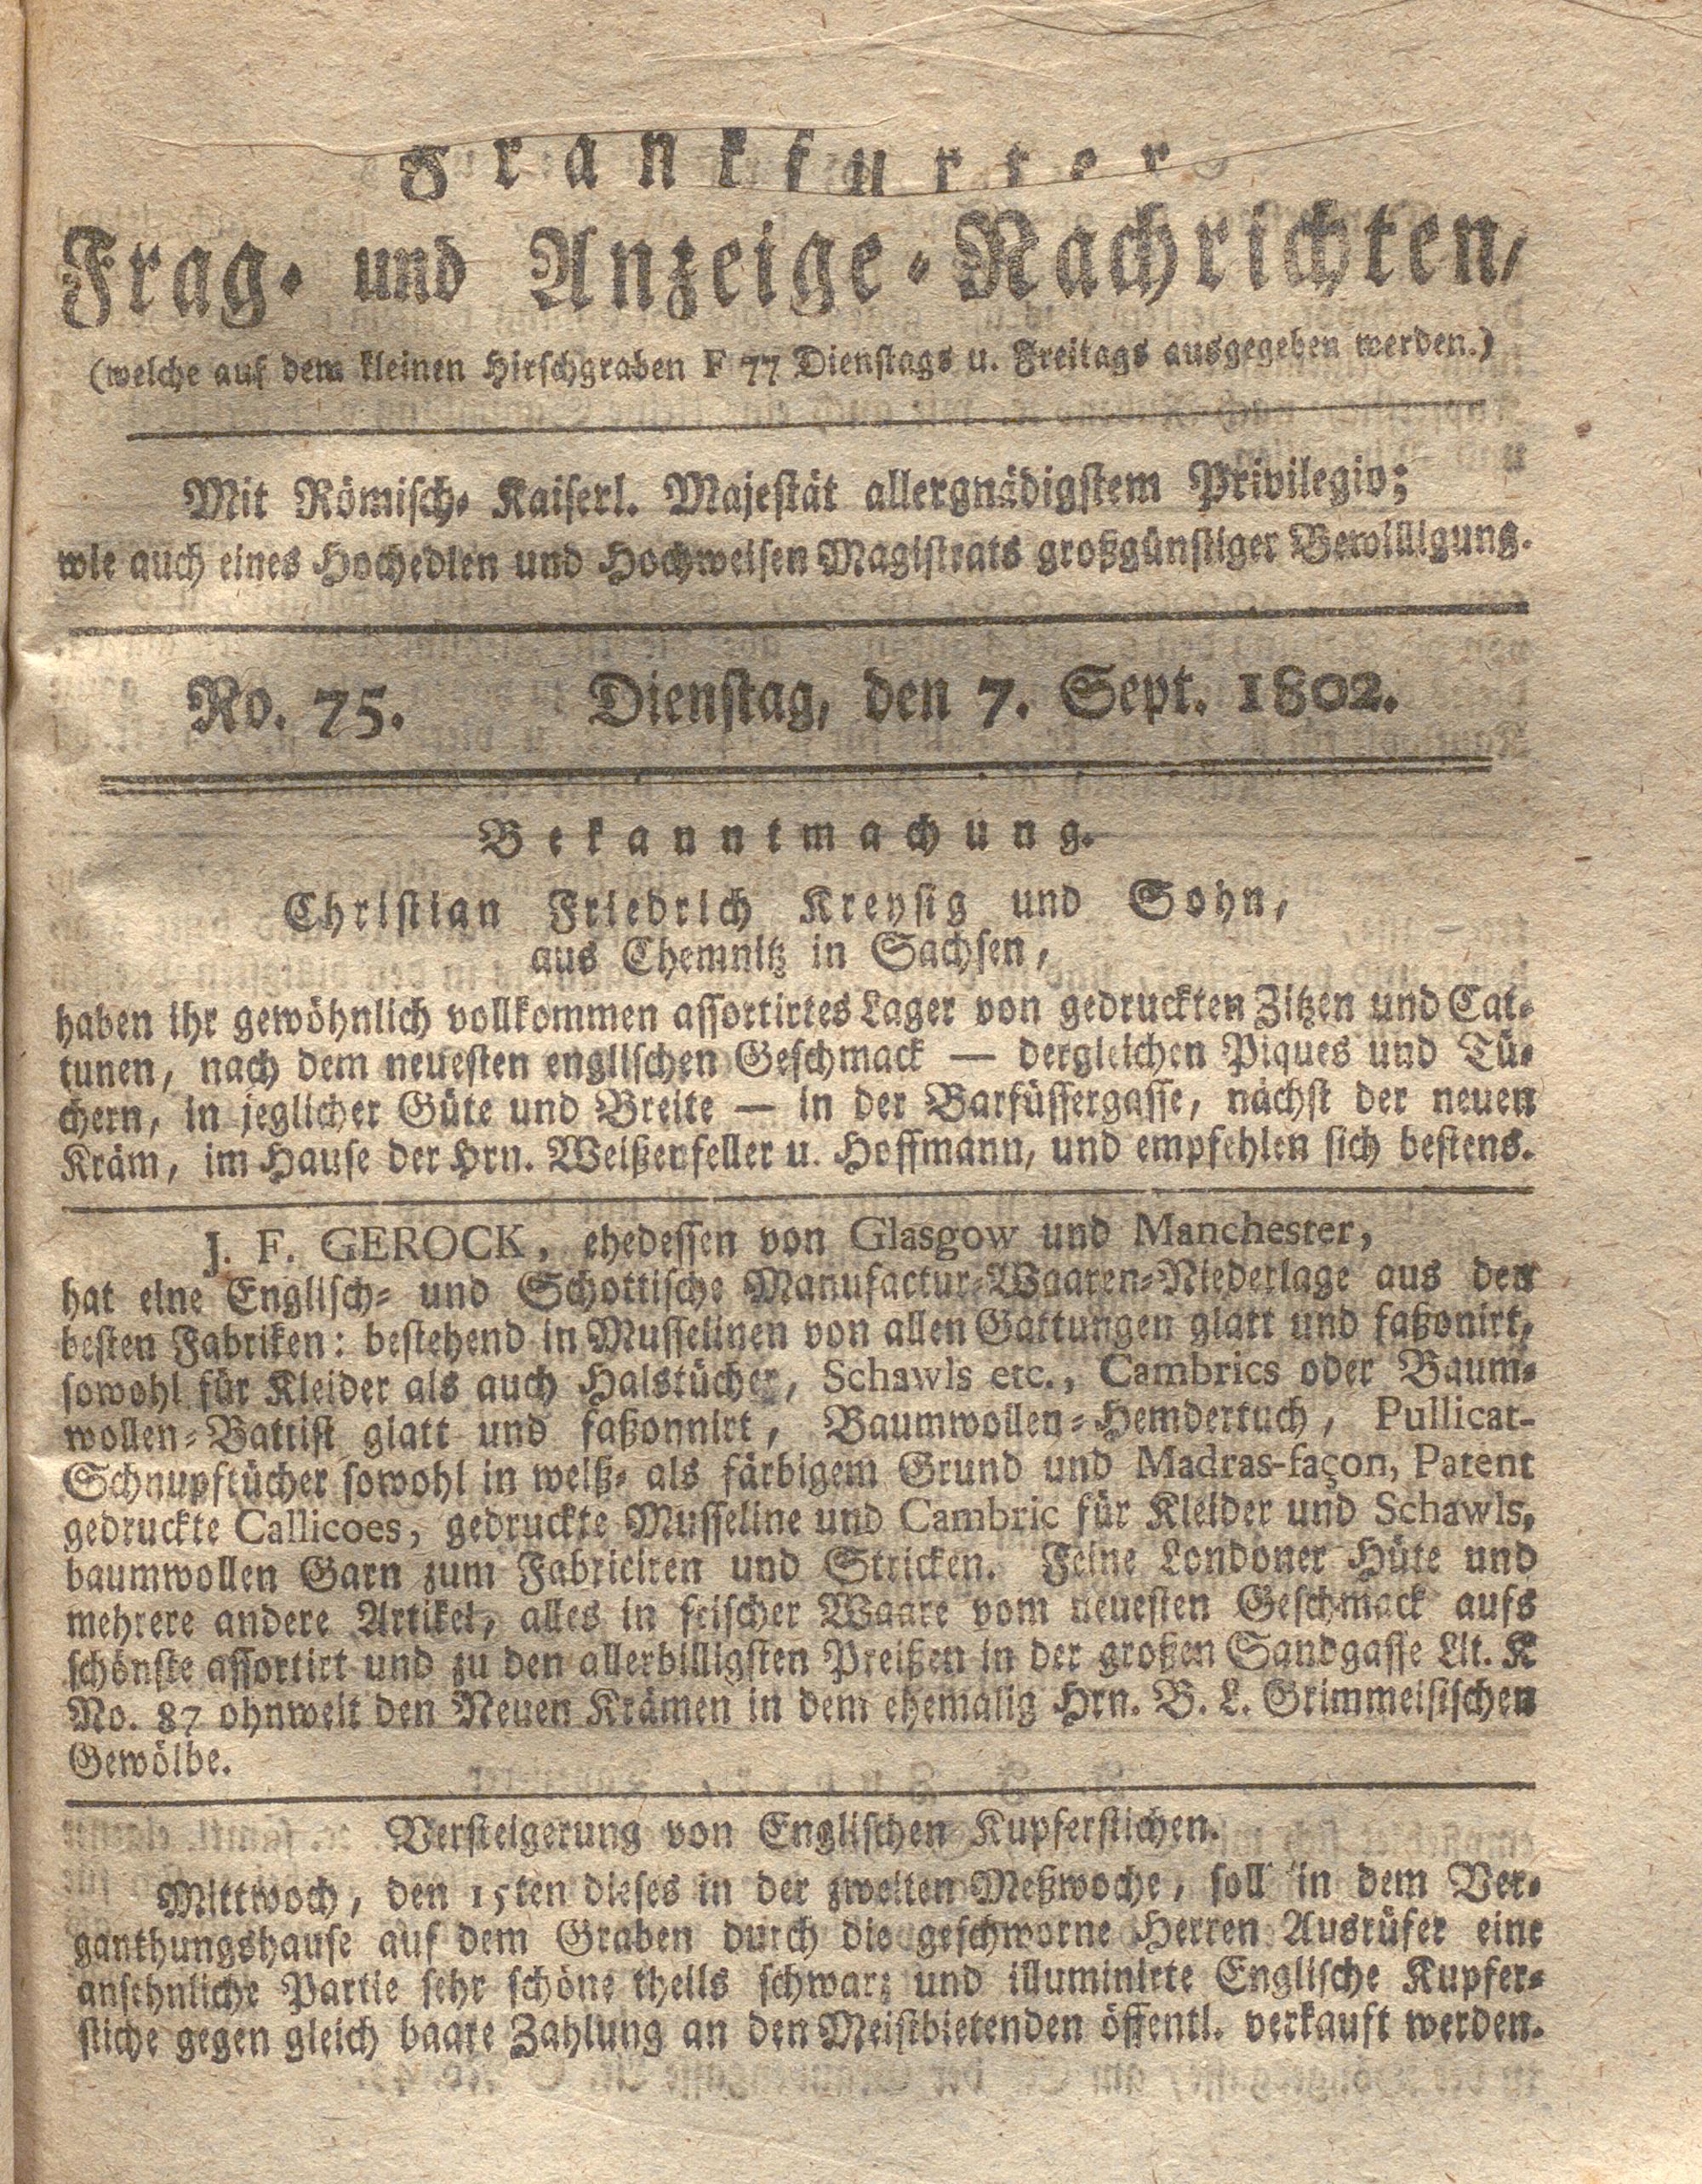 Frankfurter
Frag- und Anzeige-Nachrichten,
(welche auf dem kleinen Hirschgraben F 77 Dienstags u. Freitags ausgegeben werden.)
Mit Römisch- Kaiserl. Majestät allergnädigstem Privilegio;
wie auch eines Hochedlen und Hochweisen Magistrats großgünstiger Bewilligung.
No. 75. Dienstag, den 7. Sept. 1802.
Bekanntmachung.
Christian Friedrich Kreysig und Sohn,
aus Chemnitz in Sachsen,
haben ihr gewöhnlich vollkommen assortirtes Lager von gedruckten Zitzen und Cat-
tunen, nach dem neuesten englischen Geschmack — dergleichen Piques und Tü-
chern, in jeglicher Güte und Breite — in der Barfüssergasse, nächst der neuen
Kräm, im Hause der Hrn. Weißenfeller u. Hoffmann, und empfehlen sich bestens.
J. F. GEROCK, ehedessen von Glasgow und Manchester,
hat eine Englisch- und Schottische Manufactur-Waaren-Niederlage aus den
besten Fabriken: bestehend in Musselinen von allen Gattungen glatt und faßonirt,
sowohl für Kleider als auch Halstücher, Schawls etc., Cambrics oder Baum-
wollen-Battist glatt und faßonnirt, Baumwollen-Hemdertuch, Pullicat-
Schnupftücher sowohl in weiß- als färbigem Grund und Madras-façon, Patent
gedruckte Callicoes, gedruckte Musseline und Cambric für Kleider und Schawls,
baumwollen Garn zum Fabriciren und Stricken. Feine Londoner Hüte und
mehrere andere Artikel, alles in frischer Waare vom neuesten Geschmack aufs
schönste assortirt und zu den allerbilligsten Preißen in der großen Sandgasse Lit. K
No. 87 ohnweit den Neuen Krämen in dem ehemalig Hrn. B. L. Grimmeisischen
Gewölbe.
Versteigerung von Englischen Kupferstichen.
Mittwoch, den 15ten dieses in der zweiten Meßwoche, soll in dem Ver-
ganthungshause auf dem Graben durch die geschworne Herren Ausrüfer eine
ansehnliche Partie sehr schöne theils schwarz und illuminirte Englische Kupfer-
stiche gegen gleich baare Zahlung an den Meistbietenden öffentl. verkauft werden.